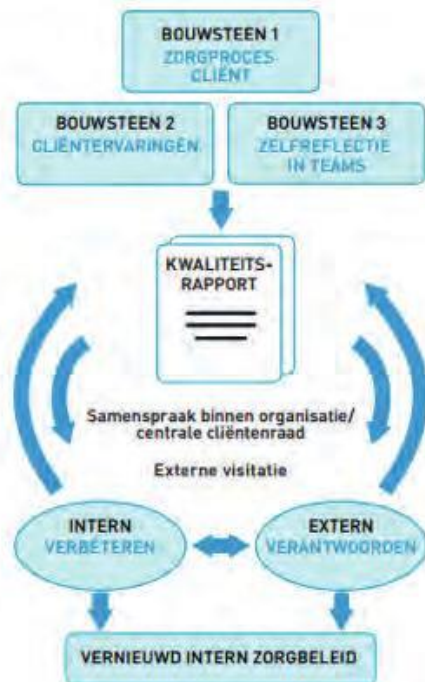 BOUWSTEEN 1
ZORGPROCES
CLIËNT
BOUWSTEEN 2
CLIËNTERVARINGEN
BOUWSTEEN 3
ZELFREFLECTIE
IN TEAMS
KWALITEITS-
RAPPORT
Samenspraak binnen organisatie/
centrale cliëntenraad
Externe visitatie
INTERN
VERBETEREN
EXTERN
VERANTWOORDEN
VERNIEUWD INTERN ZORGBELEID